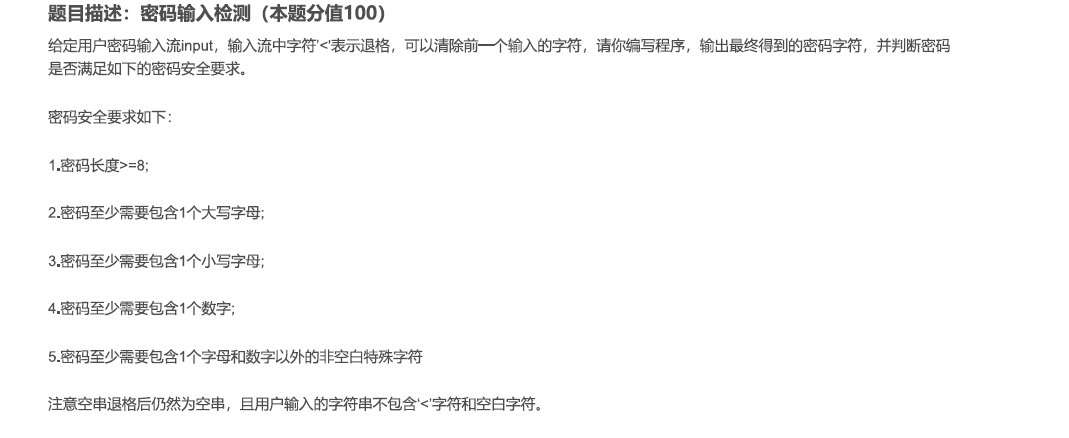 题目描述：密码输入检测（本题分值100）
给定用户密码输入流input，输入流中字符'<'表示退格，可以清除前一个输入的字符，请你编写程序，输出最终得到的密码字符，并判断密码
是否满足如下的密码安全要求。
密码安全要求如下：
1.密码长度>=8;
2.密码至少需要包含1个大写字母;
3.密码至少需要包含1个小写字母;
4.密码至少需要包含1个数字;
5.密码至少需要包含1个字母和数字以外的非空白特殊字符
注意空串退格后仍然为空串，且用户输入的字符串不包含'<'字符和空白字符。